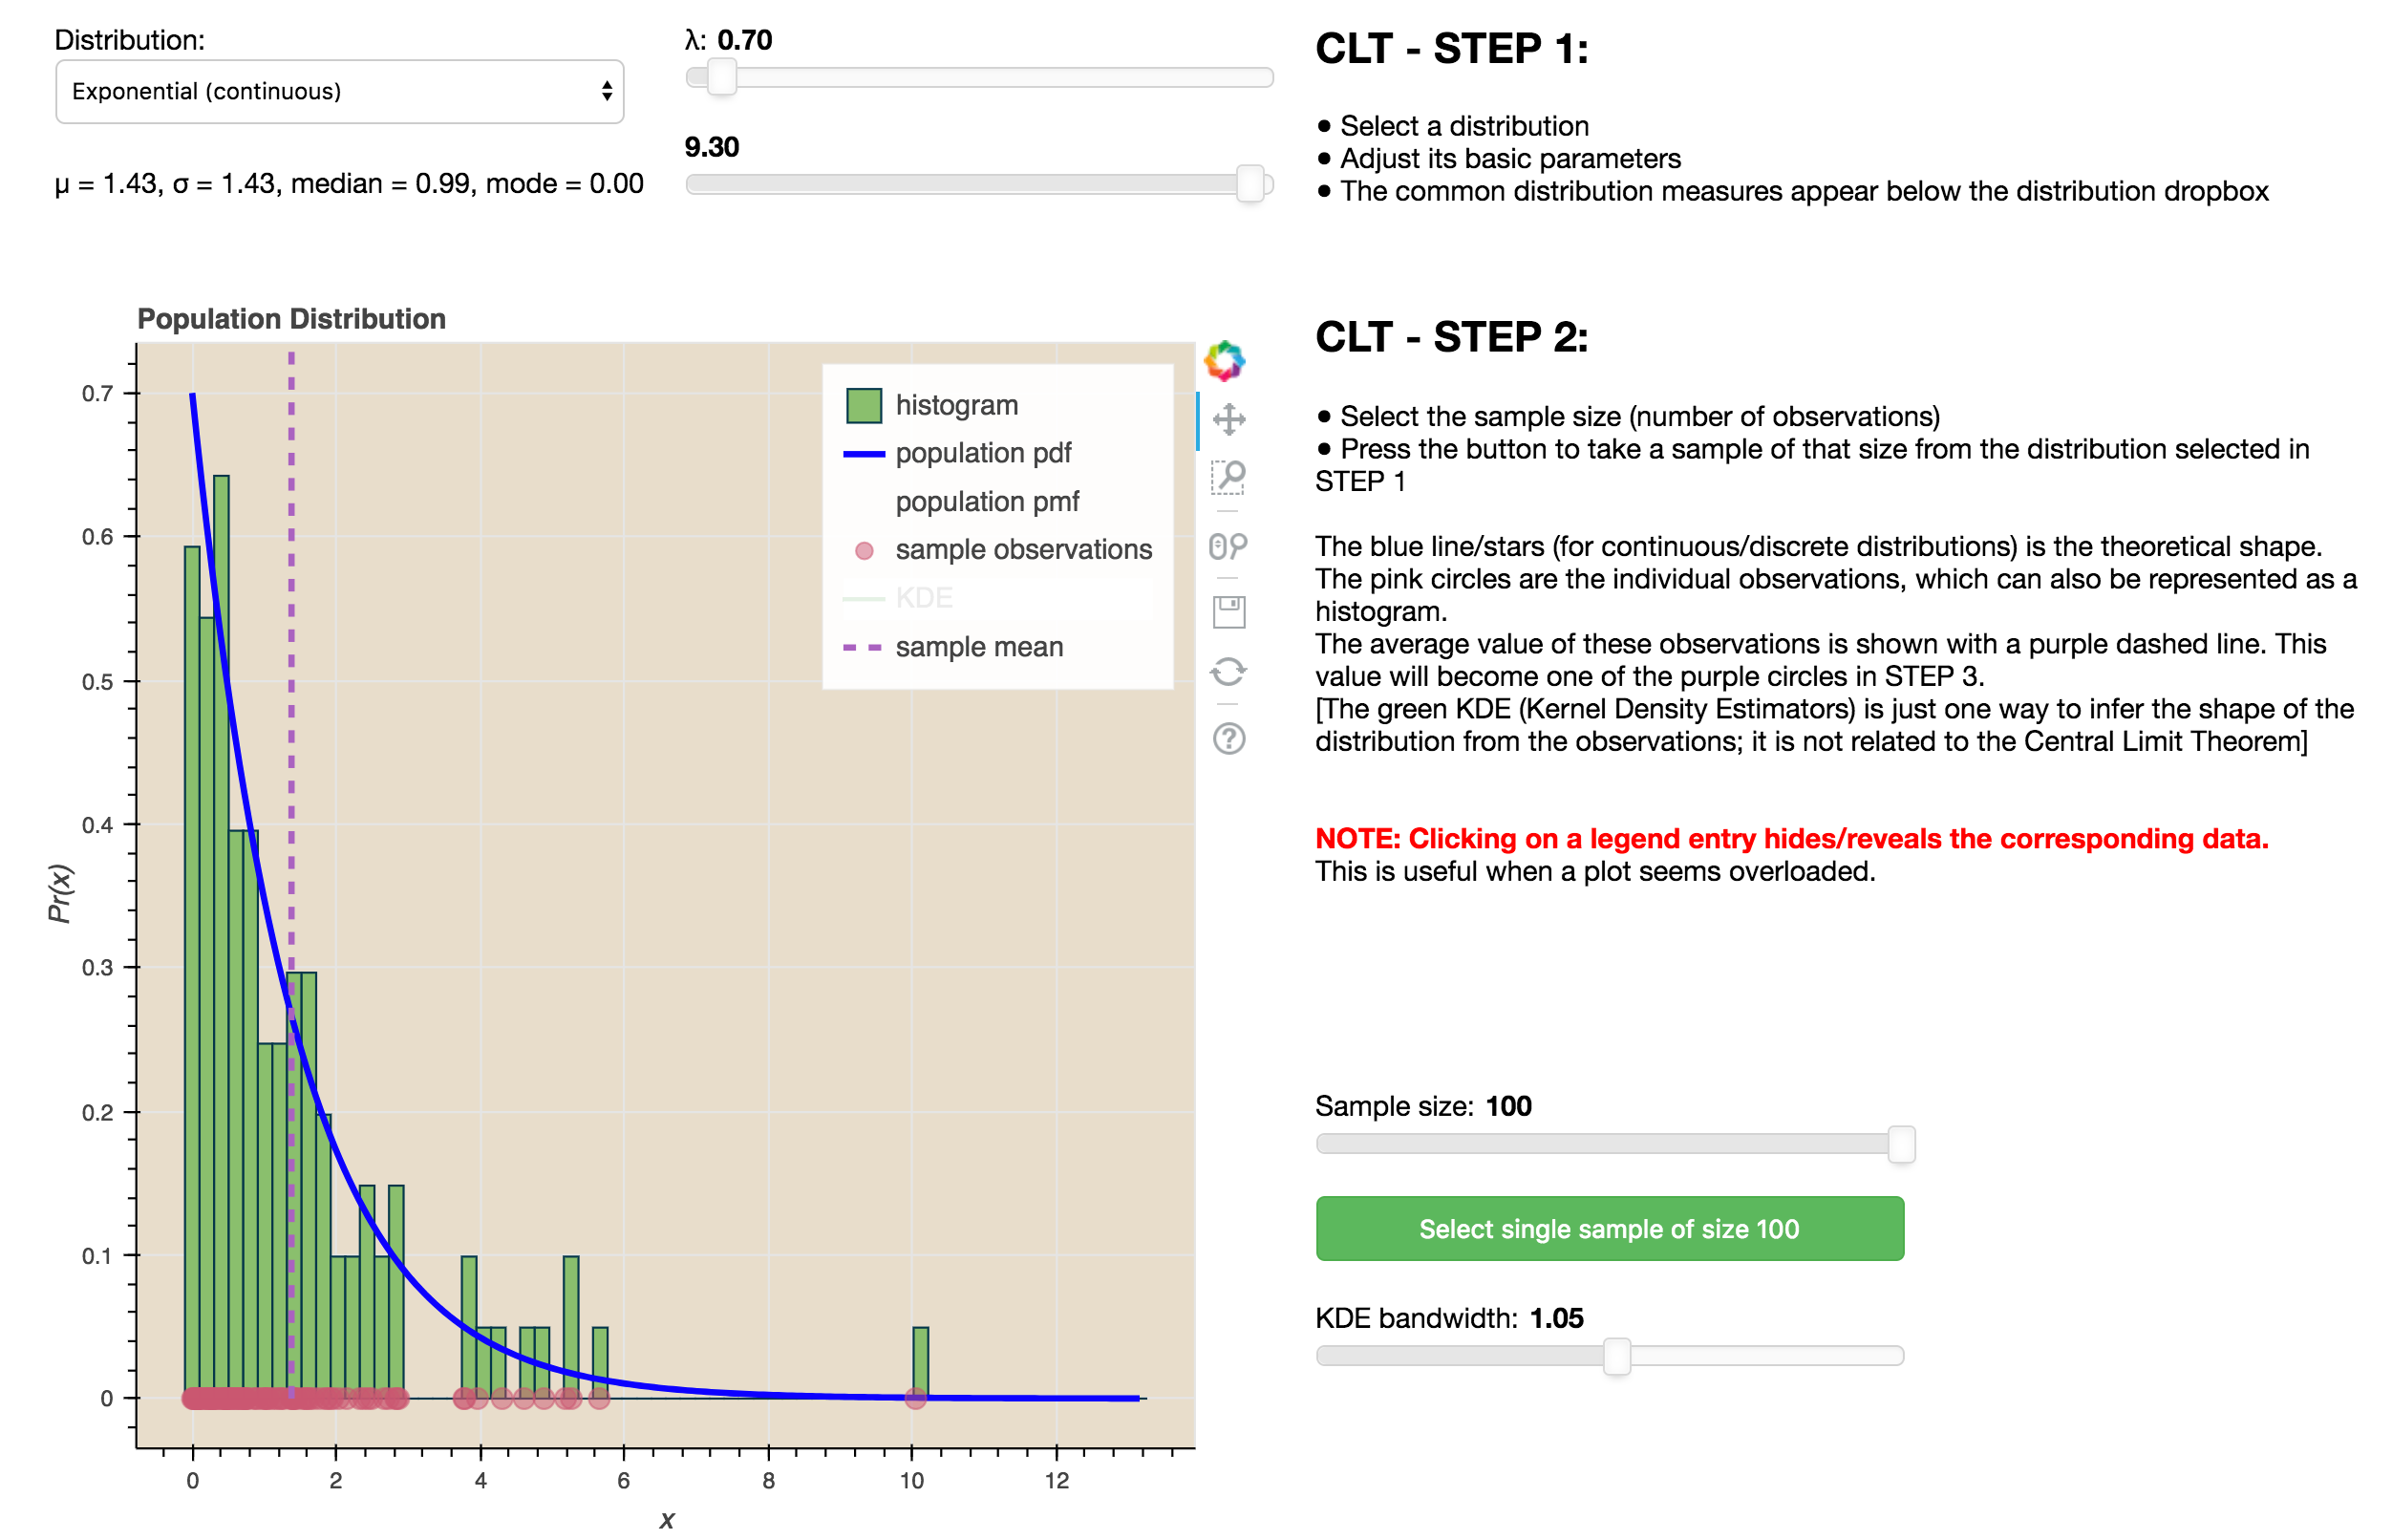 Distribution:
Exponential (continuous)
μ = 1.43, σ = 1.43, median = 0.99, mode = 0.00
λ: 0.70
9.30
CLT - STEP 1:
● Select a distribution
● Adjust its basic parameters
● The common distribution measures appear below the distribution dropbox
Population Distribution
histogram
population pdf
population pmf
sample observations
KDE
sample mean
0.7
0.6
0.5
0.4
0.3
0.2
0.1
0
Pr(x)
0 2 4 6 8 10 12
x
CLT - STEP 2:
● Select the sample size (number of observations)
● Press the button to take a sample of that size from the distribution selected in
STEP 1
The blue line/stars (for continuous/discrete distributions) is the theoretical shape.
The pink circles are the individual observations, which can also be represented as a
histogram.
The average value of these observations is shown with a purple dashed line. This
value will become one of the purple circles in STEP 3.
[The green KDE (Kernel Density Estimators) is just one way to infer the shape of the
distribution from the observations; it is not related to the Central Limit Theorem]
NOTE: Clicking on a legend entry hides/reveals the corresponding data.
This is useful when a plot seems overloaded.
Sample size: 100
Select single sample of size 100
KDE bandwidth: 1.05